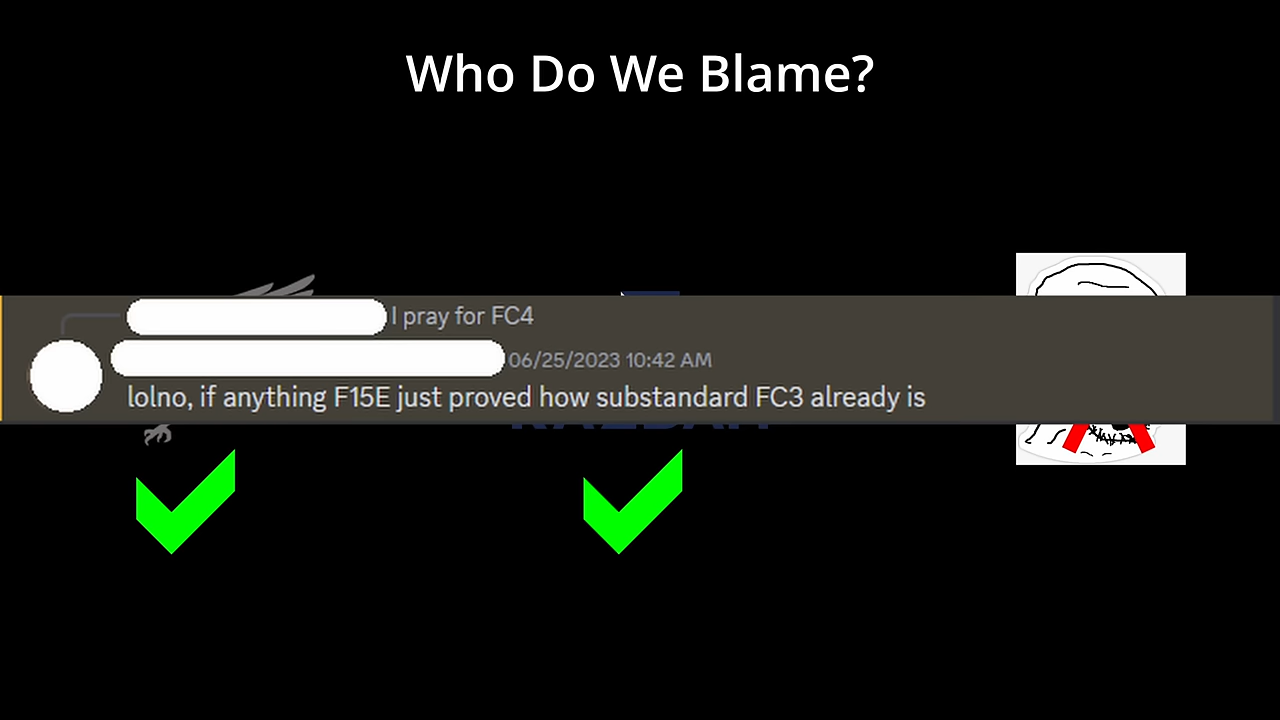 Who Do We Blame?
I pray for FC4
06/25/2023 10:42 AM
lolno, if anything F15E just proved how substandard FC3 already is